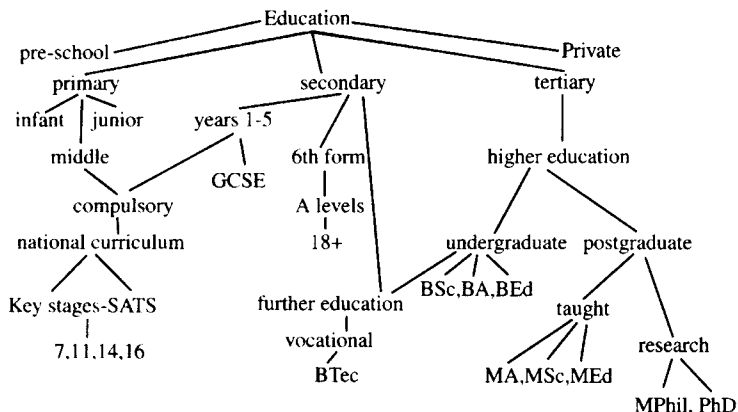 Education
pre-school
Private
primary
secondary
tertiary
infant
junior
years 1-5
middle
6th form
higher education
GCSE
compulsory
A levels
national curriculum
18+
undergraduate
postgraduate
Key stages-SATS
further education
BSc,BA,BEd
taught
vocational
7,11,14,16
research
BTec
MA,MSc,MEd
MPhil, PhD